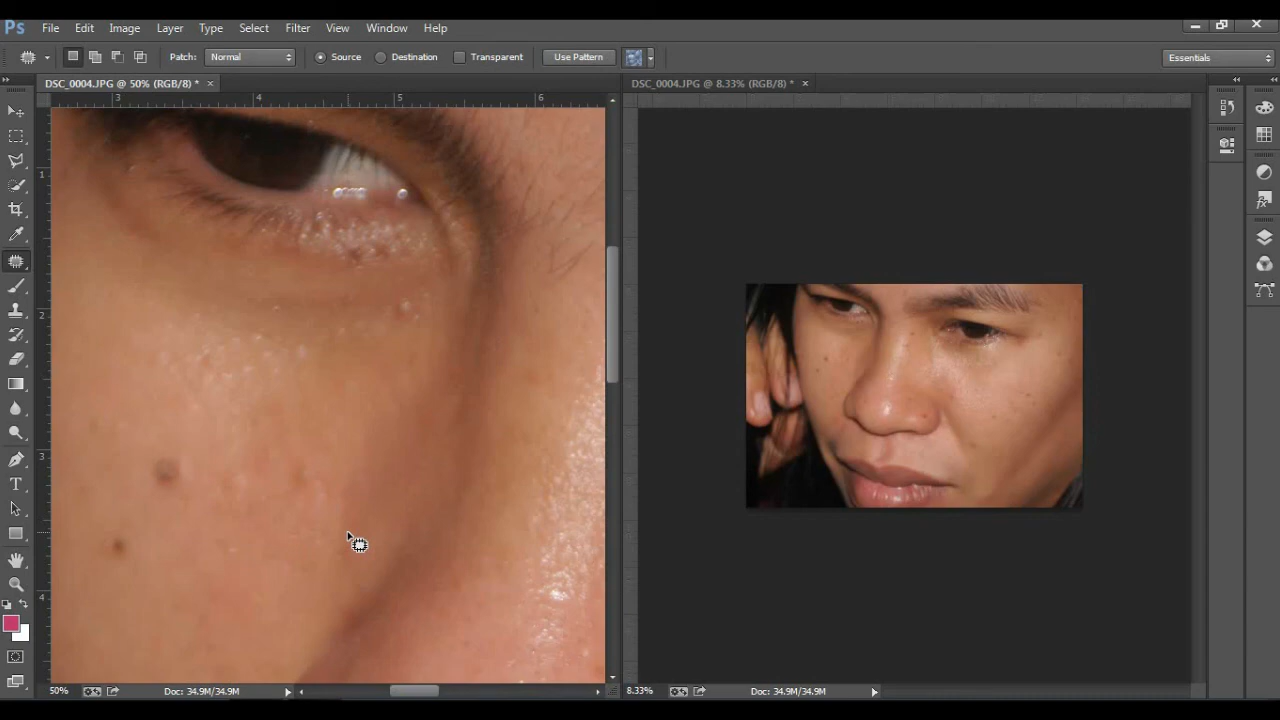 Ps File Edit Image Layer Type Select Filter View Window Help
Patch: Normal Source Destination Transparent Use Pattern Essentials
DSC_0004.JPG @ 50% (RGB/8) * × DSC_0004.JPG @ 8.33% (RGB/8) * ×
3 4 5 6
1
2
3
4
T
50% Doc: 34.9M/34.9M 8.33% Doc: 34.9M/34.9M